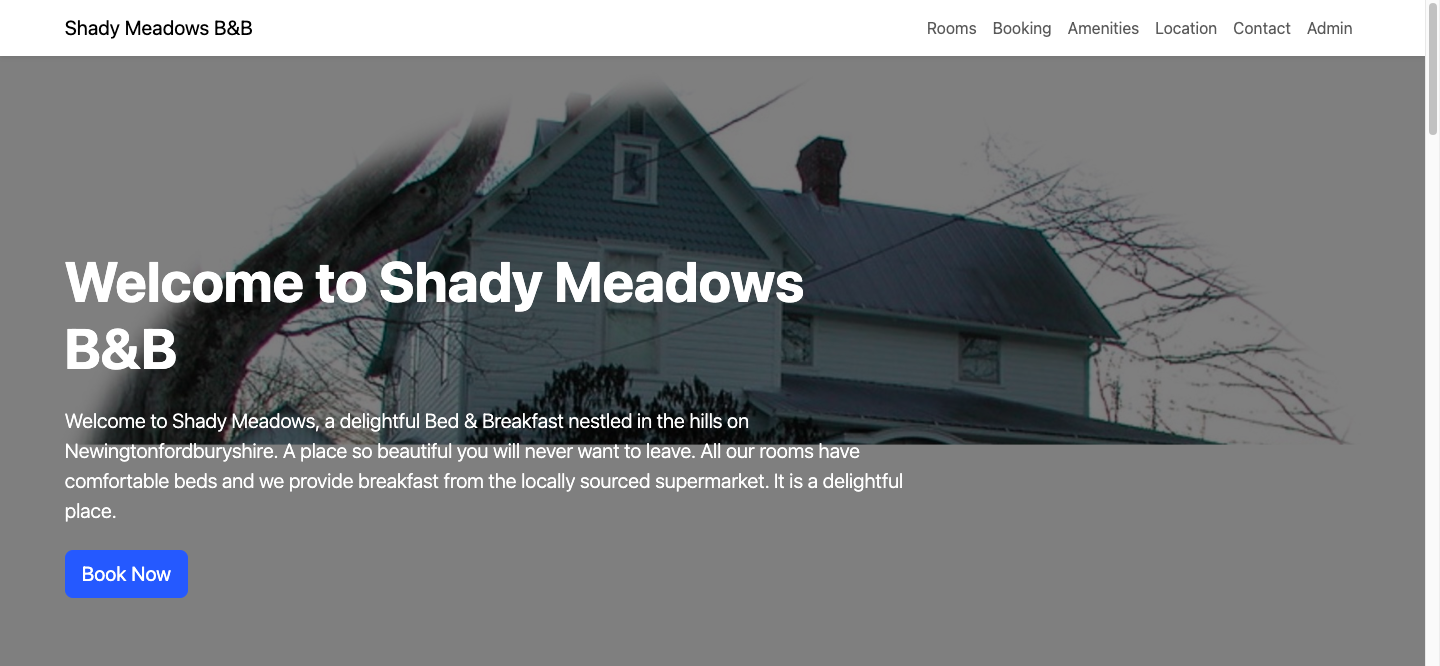 Shady Meadows B&B
Rooms Booking Amenities Location Contact Admin
Welcome to Shady Meadows
B&B
Welcome to Shady Meadows, a delightful Bed & Breakfast nestled in the hills on
Newingtonfordburyshire. A place so beautiful you will never want to leave. All our rooms have
comfortable beds and we provide breakfast from the locally sourced supermarket. It is a delightful
place.
Book Now